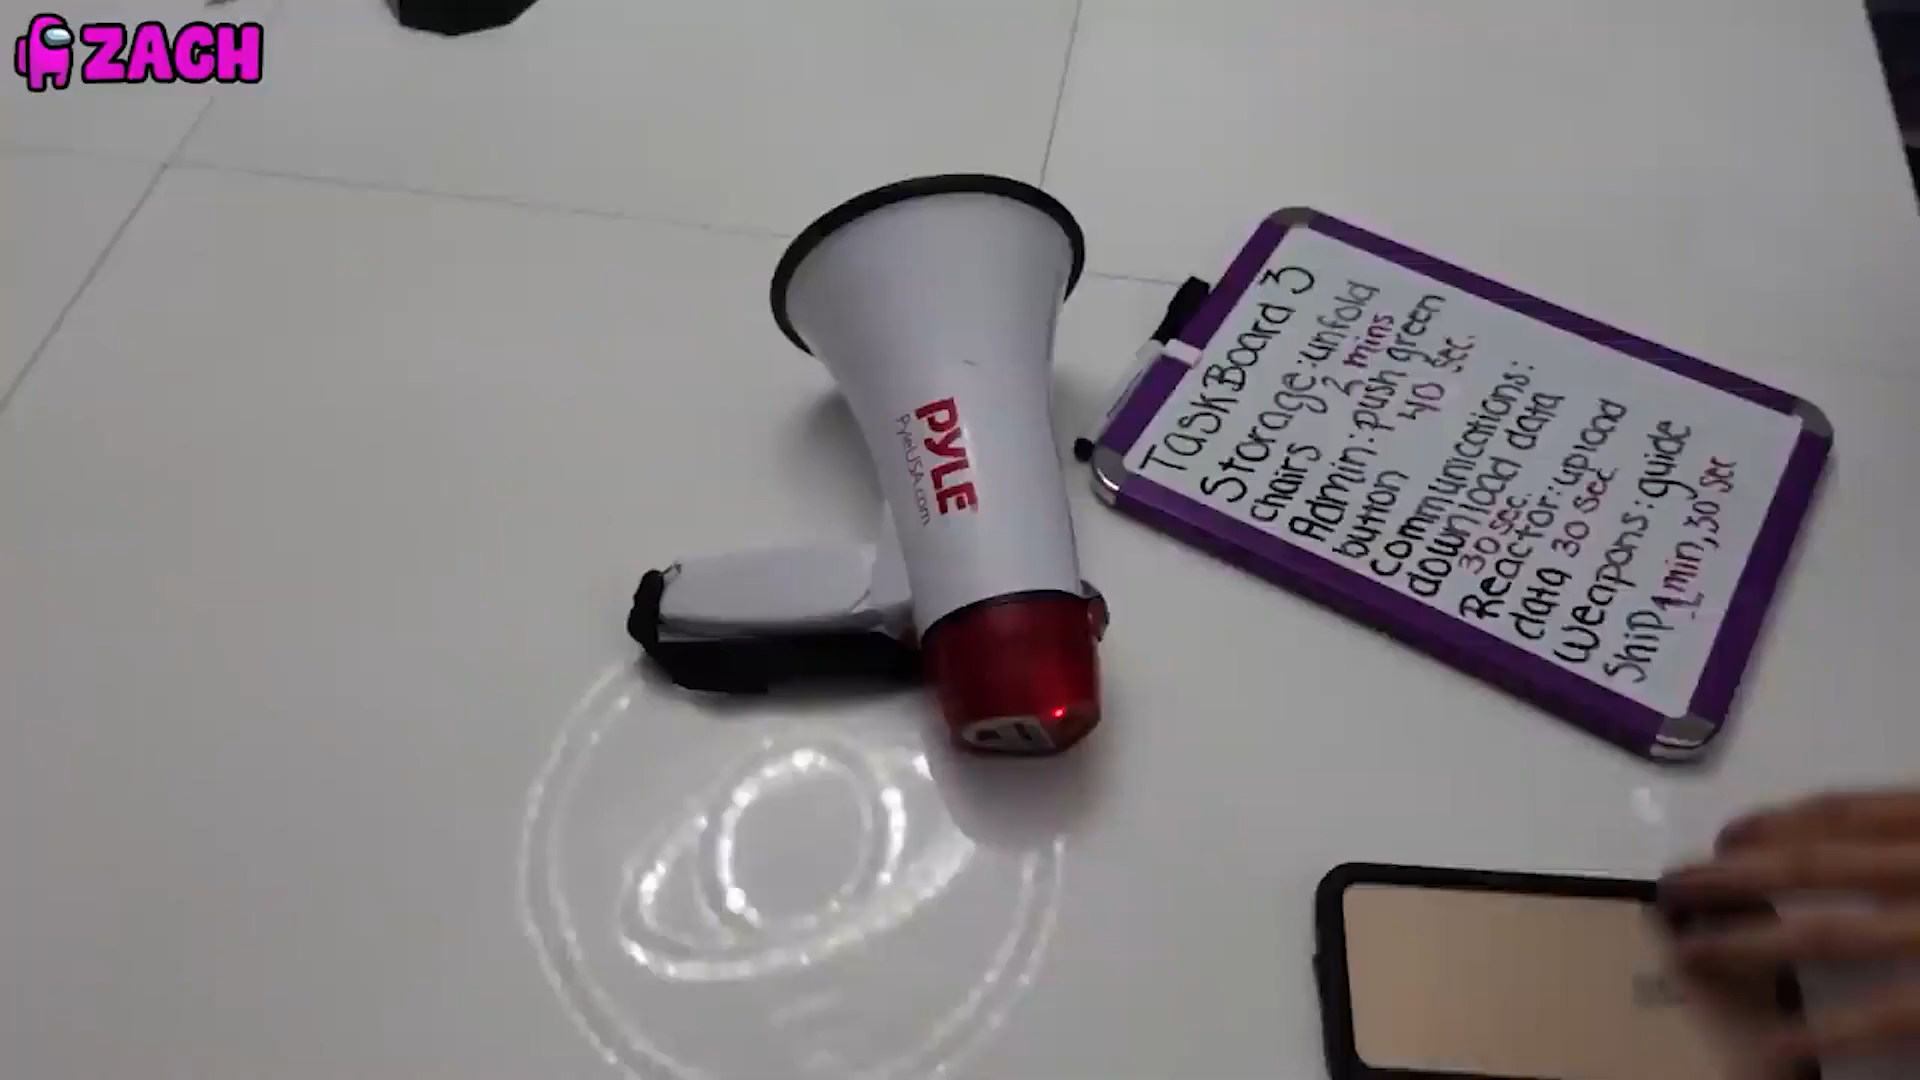 ZACH
PYLE
PyleUSA.com
Task Board 3
Storage: unfold
chairs 2 mins
Admin: push green
button 40 sec.
communications:
download data
30 sec.
Reactor: upload
data 30 sec.
Weapons: guide
ship 1 min, 30 sec